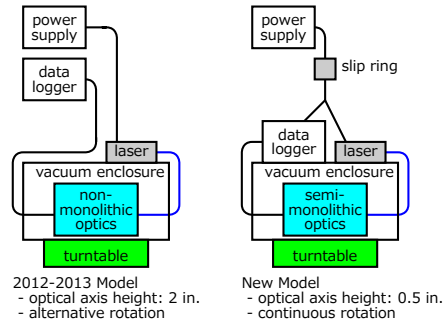 power
supply
data
logger
laser
vacuum enclosure
non-
monolithic
optics
turntable
2012-2013 Model
- optical axis height: 2 in.
- alternative rotation
power
supply
slip ring
data
logger
laser
vacuum enclosure
semi-
monolithic
optics
turntable
New Model
- optical axis height: 0.5 in.
- continuous rotation